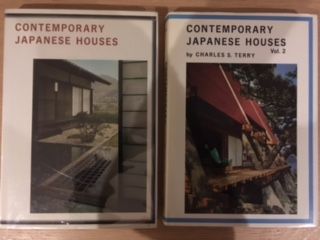 CONTEMPORARY
JAPANESE HOUSES
CONTEMPORARY
JAPANESE HOUSES
Vol. 2
by CHARLES S. TERRY